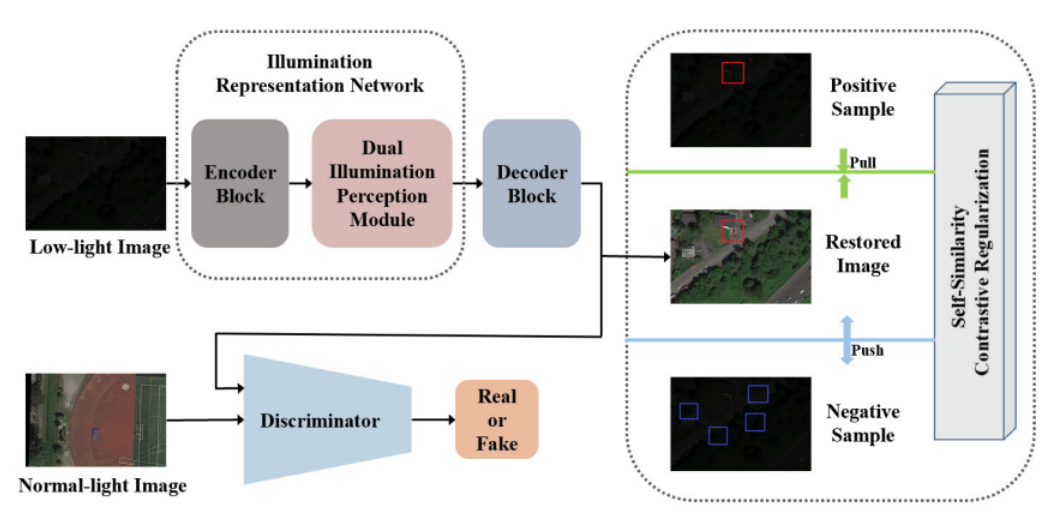 Illumination
Representation Network
Encoder
Block
Dual
Illumination
Perception
Module
Decoder
Block
Low-light Image
Positive
Sample
Pull
Restored
Image
Push
Negative
Sample
Self-Similarity
Contrastive Regularization
Discriminator
Real
or
Fake
Normal-light Image